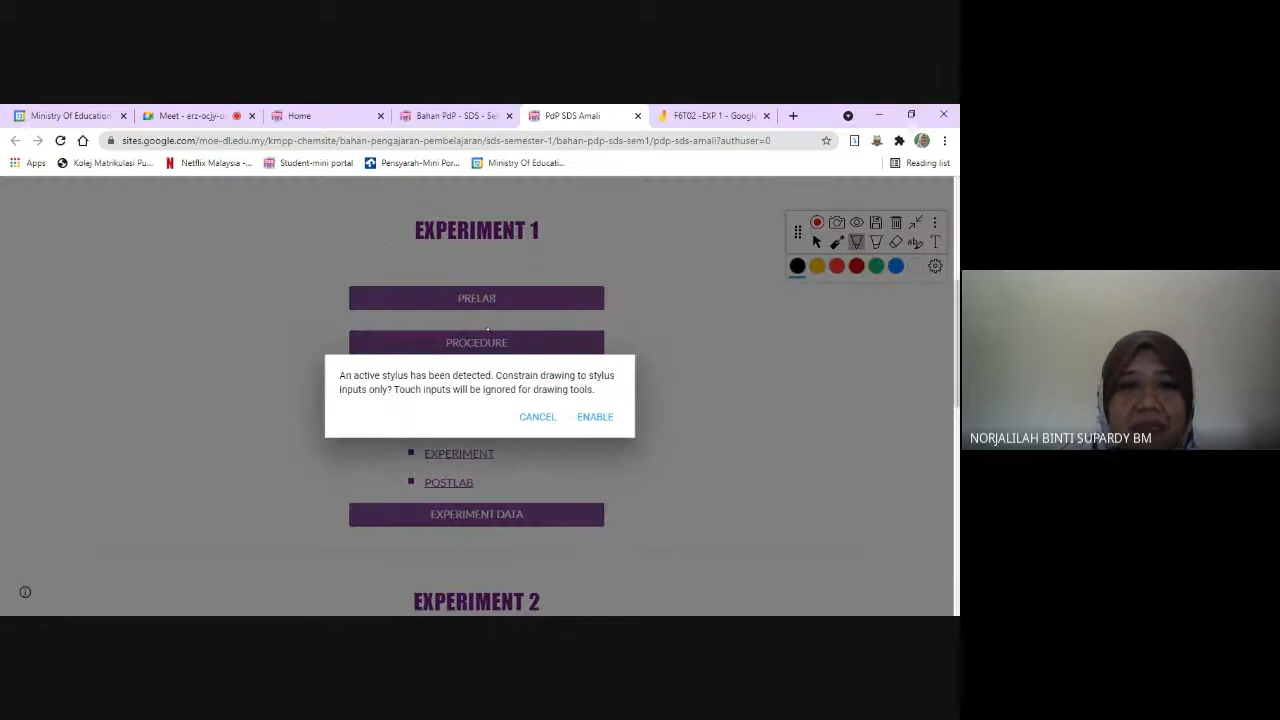 Ministry Of Education
Meet - erz-ocjy-o
Home
Bahan PdP - SDS - Se
PdP SDS Amali
F6T02 -EXP 1 - Google
sites.google.com/moe-dl.edu.my/kmpp-chemsite/bahan-pengajaran-pembelajaran/sds-semester-1/bahan-pdp-sds-sem1/pdp-sds-amali?authuser=0
Apps
Kolej Matrikulasi Pu...
Netflix Malaysia -...
Student-mini portal
Pensyarah-Mini Por...
Ministry Of Educati...
Reading list
EXPERIMENT 1
PRELAB
PROCEDURE
An active stylus has been detected. Constrain drawing to stylus
inputs only? Touch inputs will be ignored for drawing tools.
CANCEL
ENABLE
EXPERIMENT
POSTLAB
EXPERIMENT DATA
EXPERIMENT 2
NORJALILAH BINTI SUPARDY BM